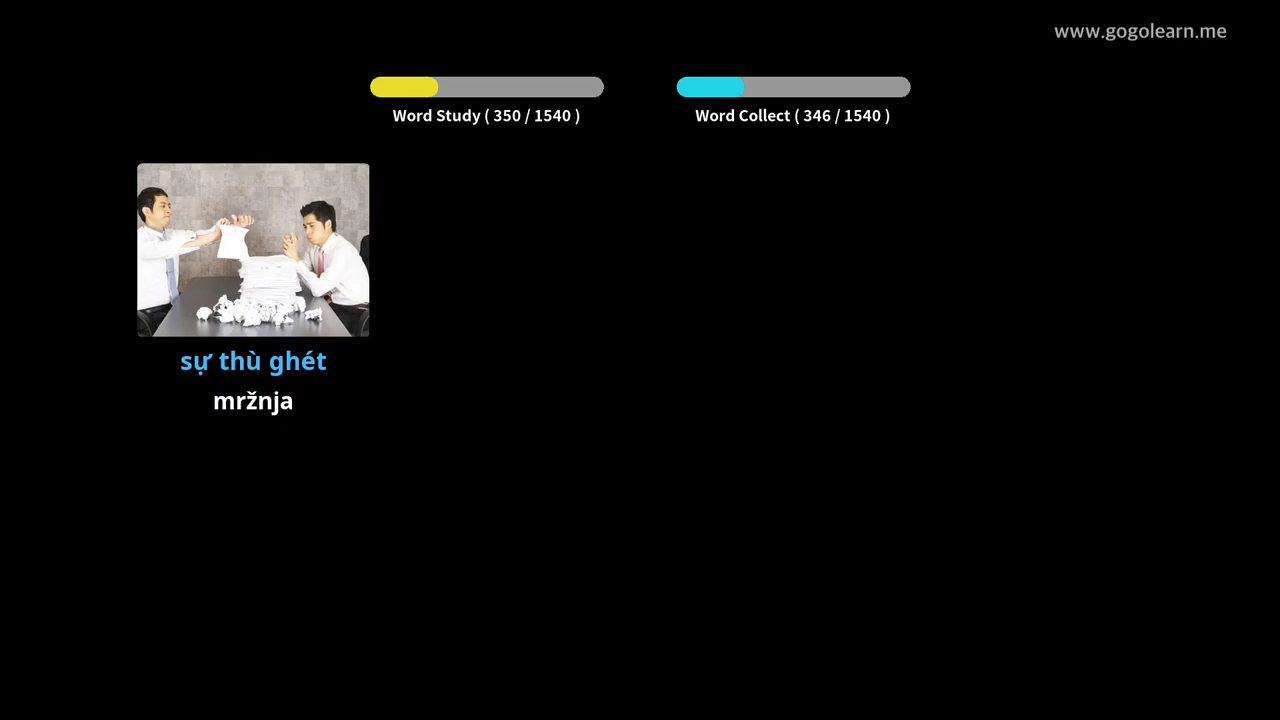 www.gogolearn.me
Word Study ( 350 / 1540 )
Word Collect ( 346 / 1540 )
sự thù ghét
mržnja